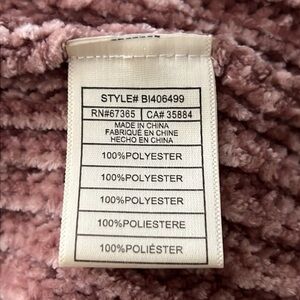 STYLE# BI406499
RN#67365 CA# 35884
MADE IN CHINA
FABRIQUÉ EN CHINE
HECHO EN CHINA
100%POLYESTER
100%POLYESTER
100%POLYESTER
100%POLIESTERE
100%POLIÉSTER